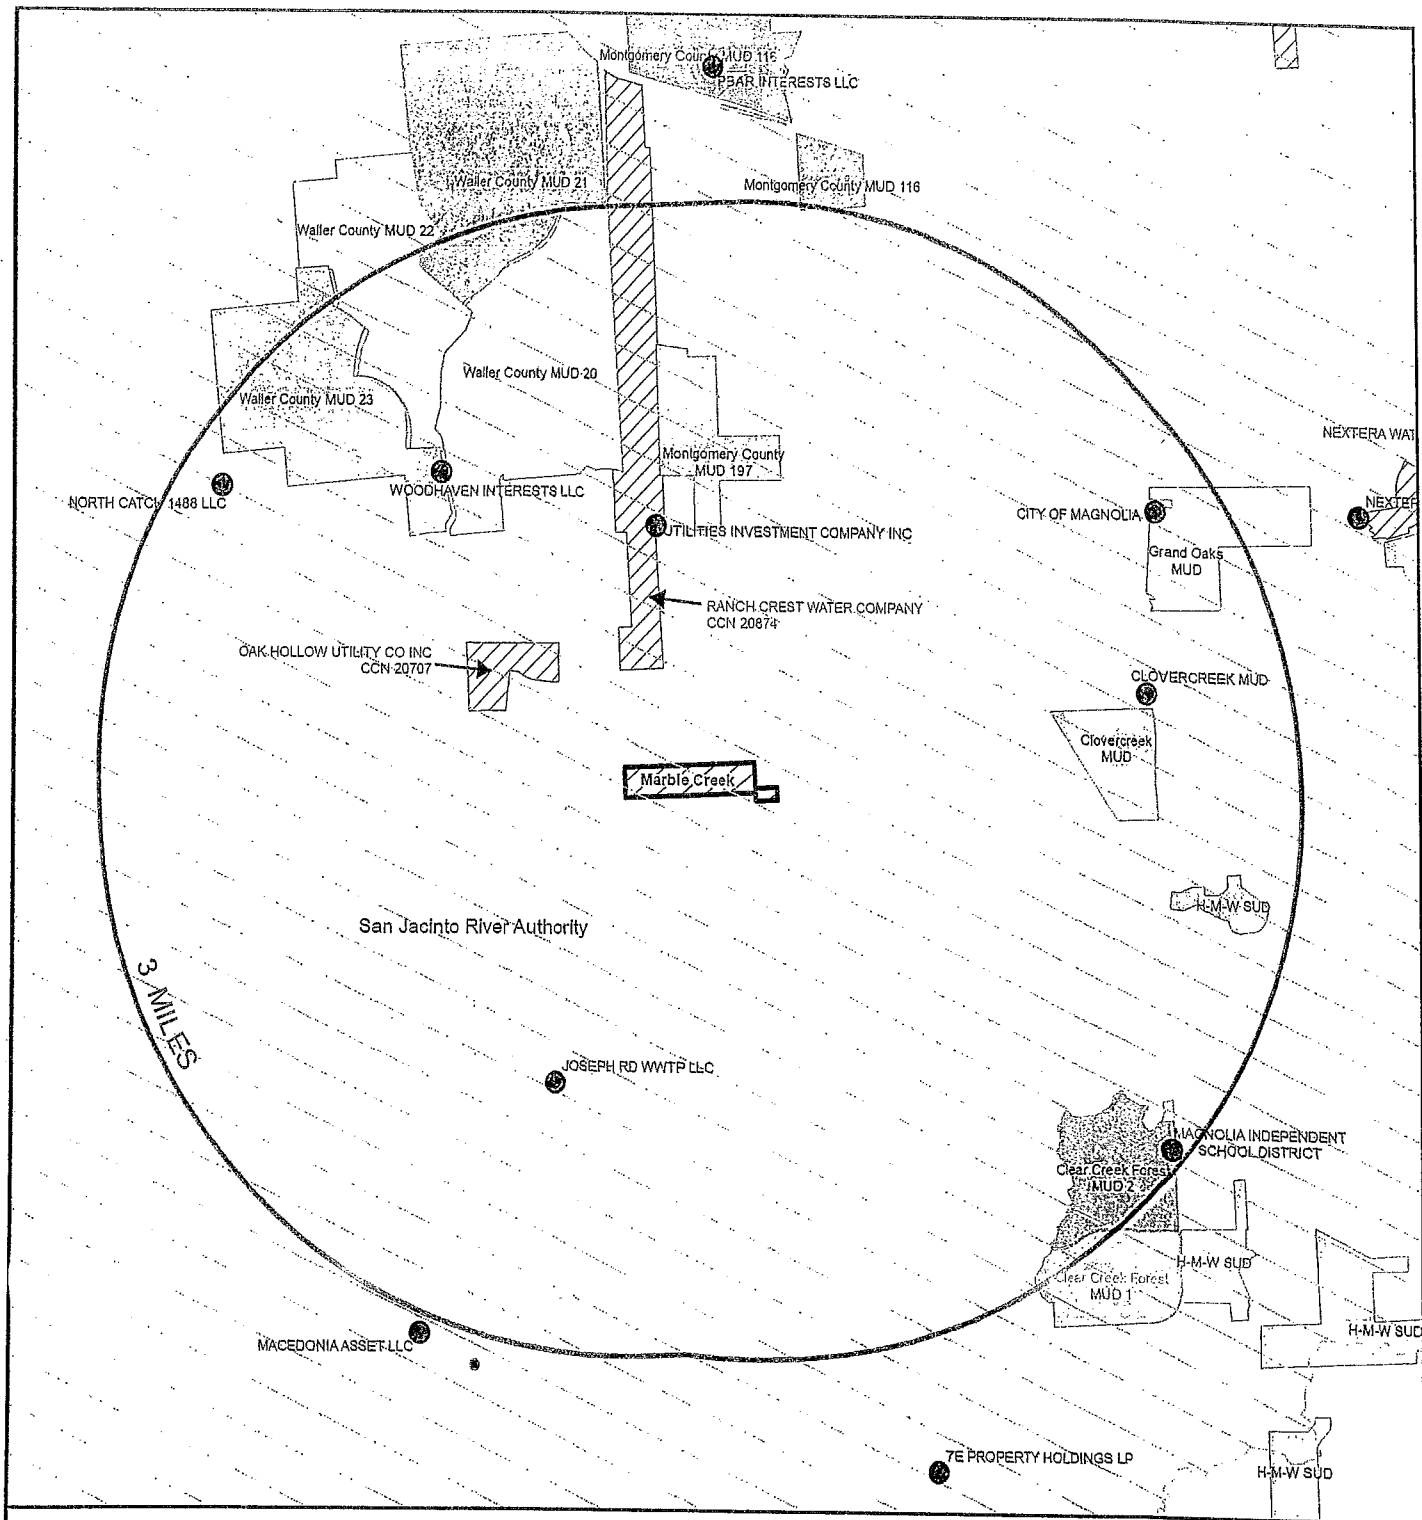 Montgomery County MUD 116
PBAR INTERESTS LLC
Waller County MUD 21
Montgomery County MUD 116
Waller County MUD 22
Waller County MUD 20
Waller County MUD 23
NEXTERA WAT
Montgomery County
MUD 197
NORTH CATCH 1488 LLC
WOODHAVEN INTERESTS LLC
CITY OF MAGNOLIA
NEXTER
UTILITIES INVESTMENT COMPANY INC
Grand Oaks
MUD
RANCH CREST WATER COMPANY
CCN 20874
OAK HOLLOW UTILITY CO INC
CCN 20707
CLOVERCREEK MUD
Clovercreek
MUD
Marble Creek
H-M-W SUD
San Jacinto River Authority
3 MILES
JOSEPH RD WWTP LLC
MAGNOLIA INDEPENDENT
SCHOOL DISTRICT
Clear Creek Forest
MUD 2
H-M-W SUD
Clear Creek Forest
MUD 1
H-M-W SUD
MACEDONIA ASSET LLC
7E PROPERTY HOLDINGS LP
H-M-W SUD